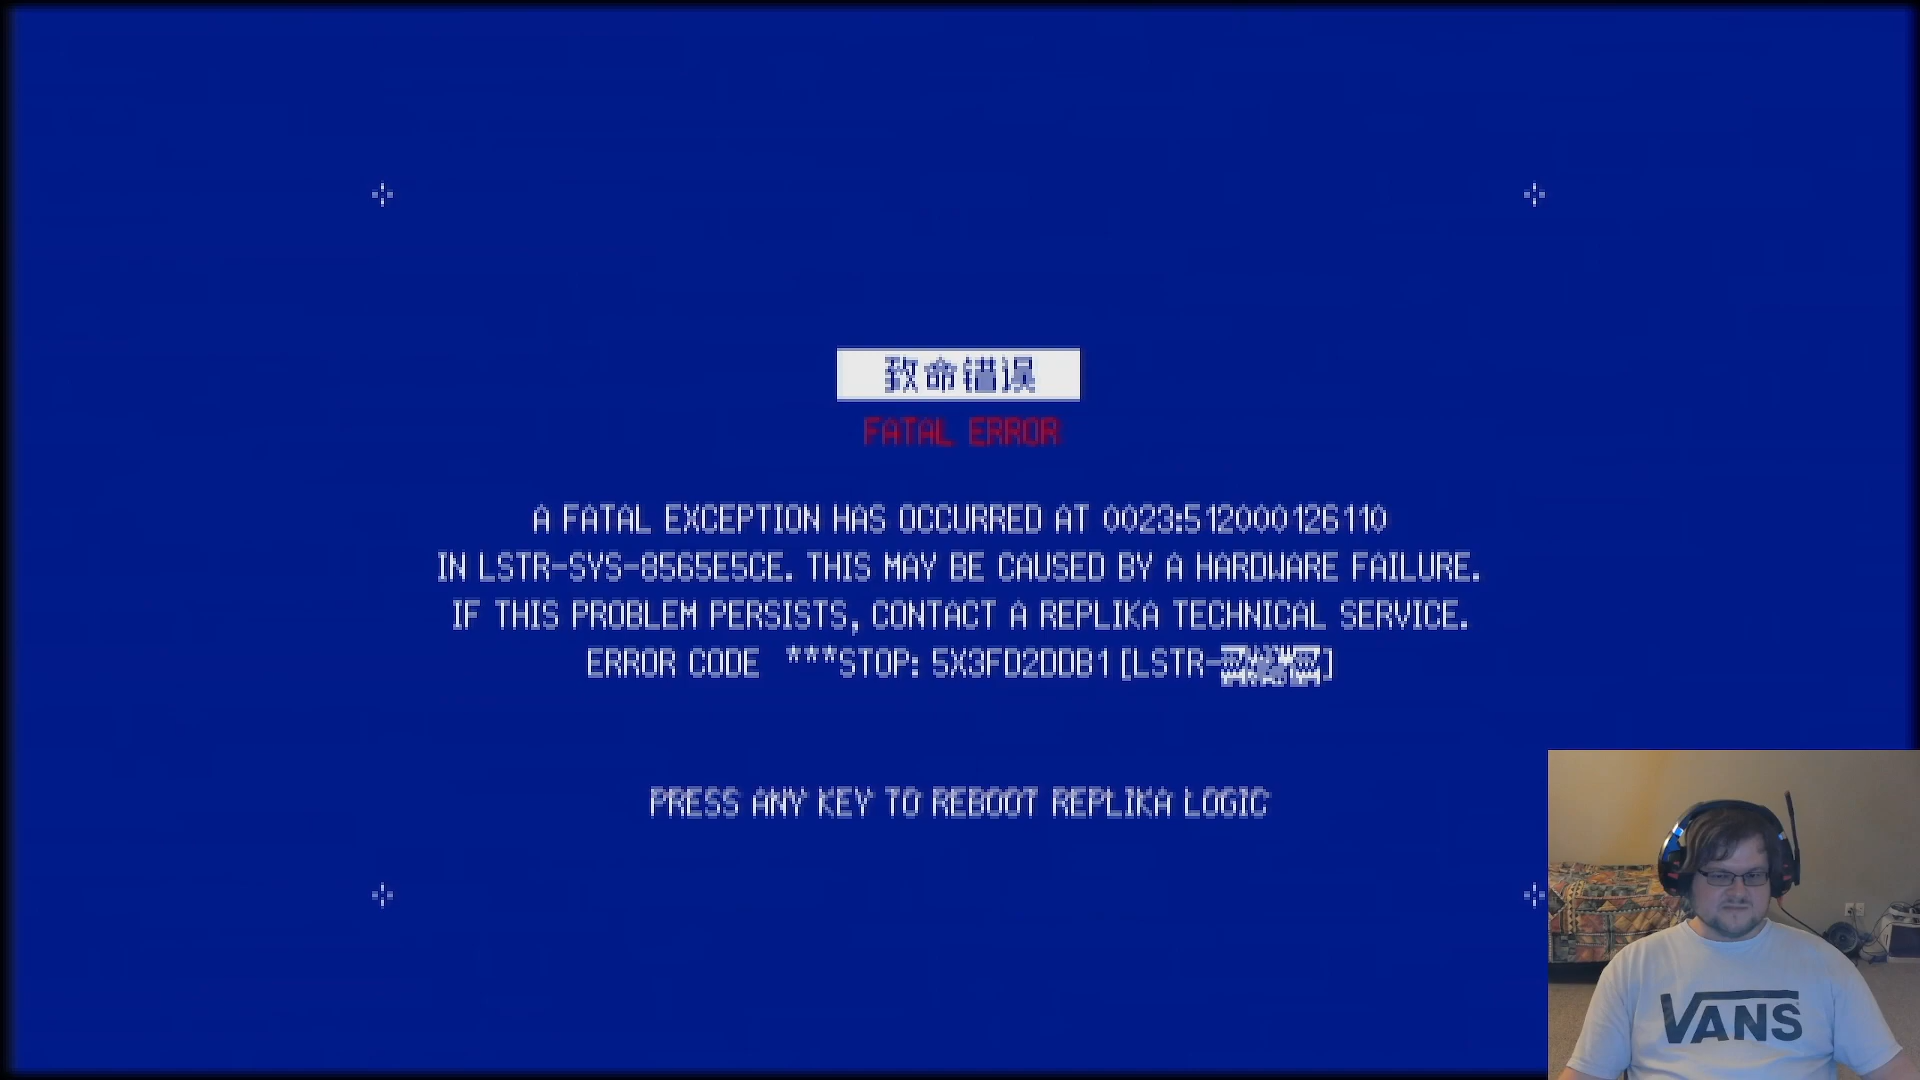 致命错误
FATAL ERROR
A FATAL EXCEPTION HAS OCCURRED AT 0023:512000126110
IN LSTR-SYS-8565E5CE. THIS MAY BE CAUSED BY A HARDWARE FAILURE.
IF THIS PROBLEM PERSISTS, CONTACT A REPLIKA TECHNICAL SERVICE.
ERROR CODE ***STOP: 5X3FD2DDB1 [LSTR- ]
PRESS ANY KEY TO REBOOT REPLIKA LOGIC
VANS